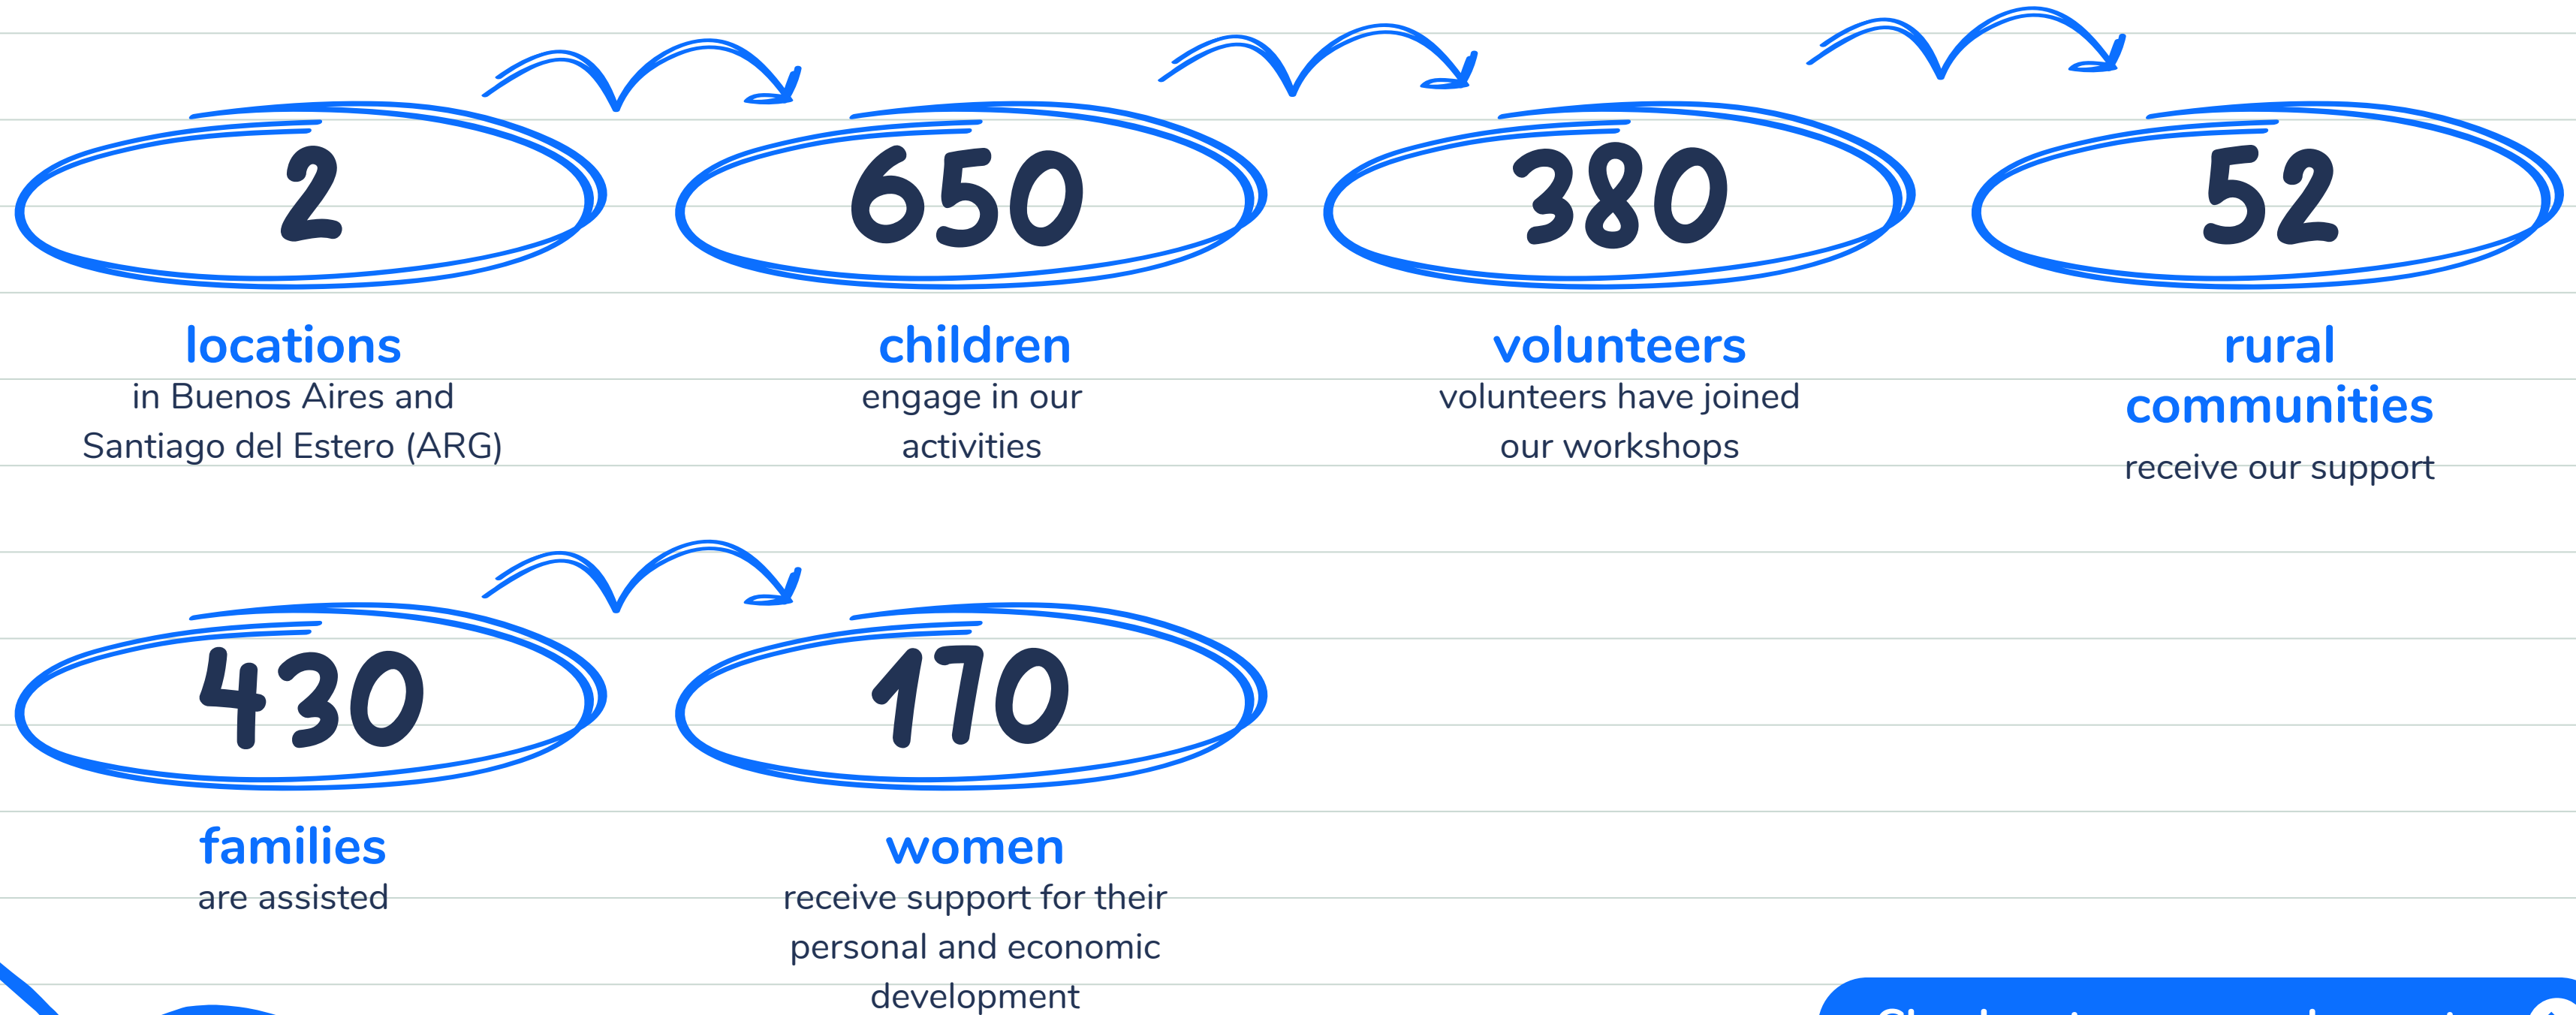 2
650
380
52
locations
in Buenos Aires and
Santiago del Estero (ARG)
children
engage in our
activities
volunteers
volunteers have joined
our workshops
rural
communities
receive our support
430
170
families
are assisted
women
receive support for their
personal and economic
development